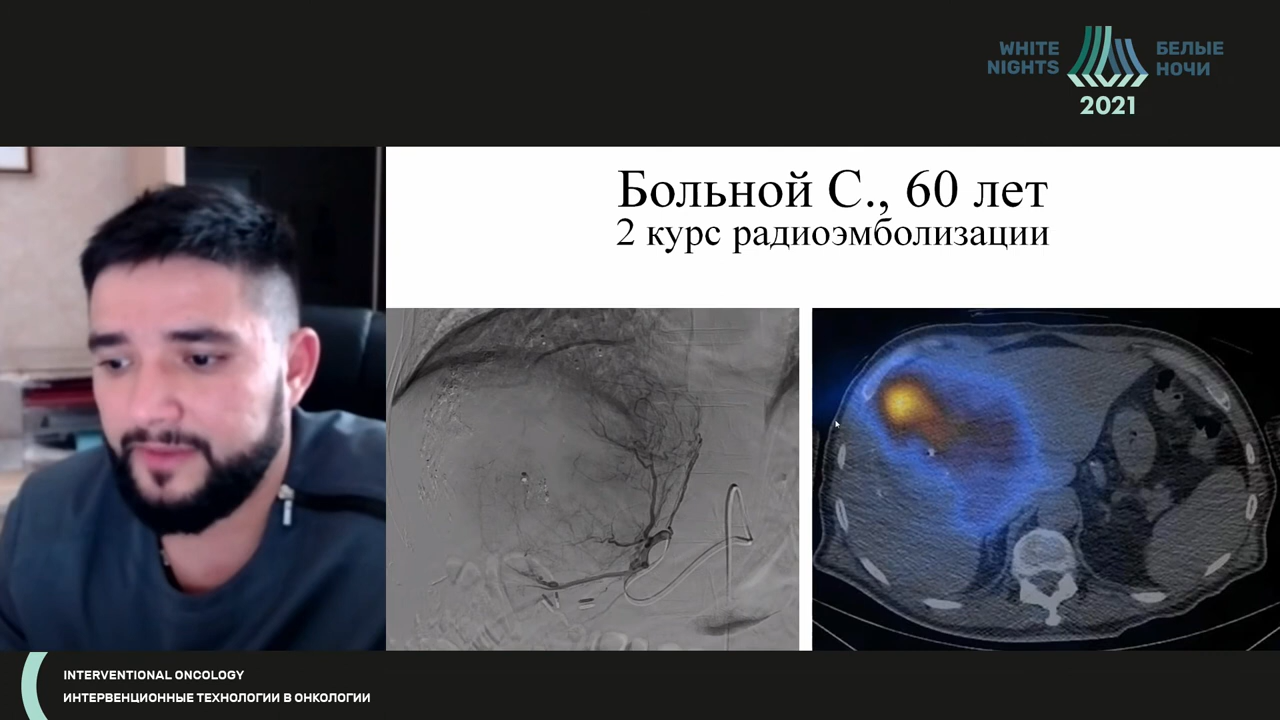 WHITE
NIGHTS
БЕЛЫЕ
НОЧИ
2021
Больной С., 60 лет
2 курс радиоэмболизации
INTERVENTIONAL ONCOLOGY
ИНТЕРВЕНЦИОННЫЕ ТЕХНОЛОГИИ В ОНКОЛОГИИ